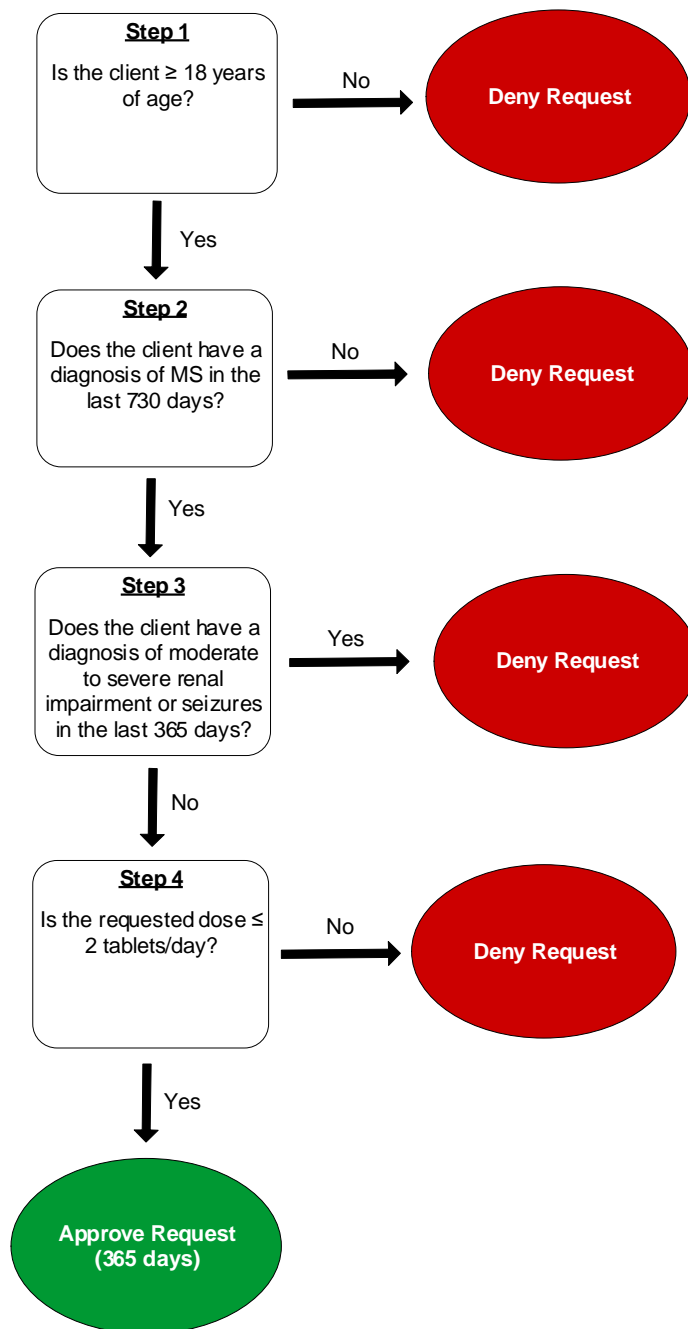 Step 1
Is the client ≥ 18 years
of age?
No
Deny Request
Yes
Step 2
Does the client have a
diagnosis of MS in the
last 730 days?
No
Deny Request
Yes
Step 3
Does the client have a
diagnosis of moderate
to severe renal
impairment or seizures
in the last 365 days?
Yes
Deny Request
No
Step 4
Is the requested dose ≤
2 tablets/day?
No
Deny Request
Yes
Approve Request
(365 days)